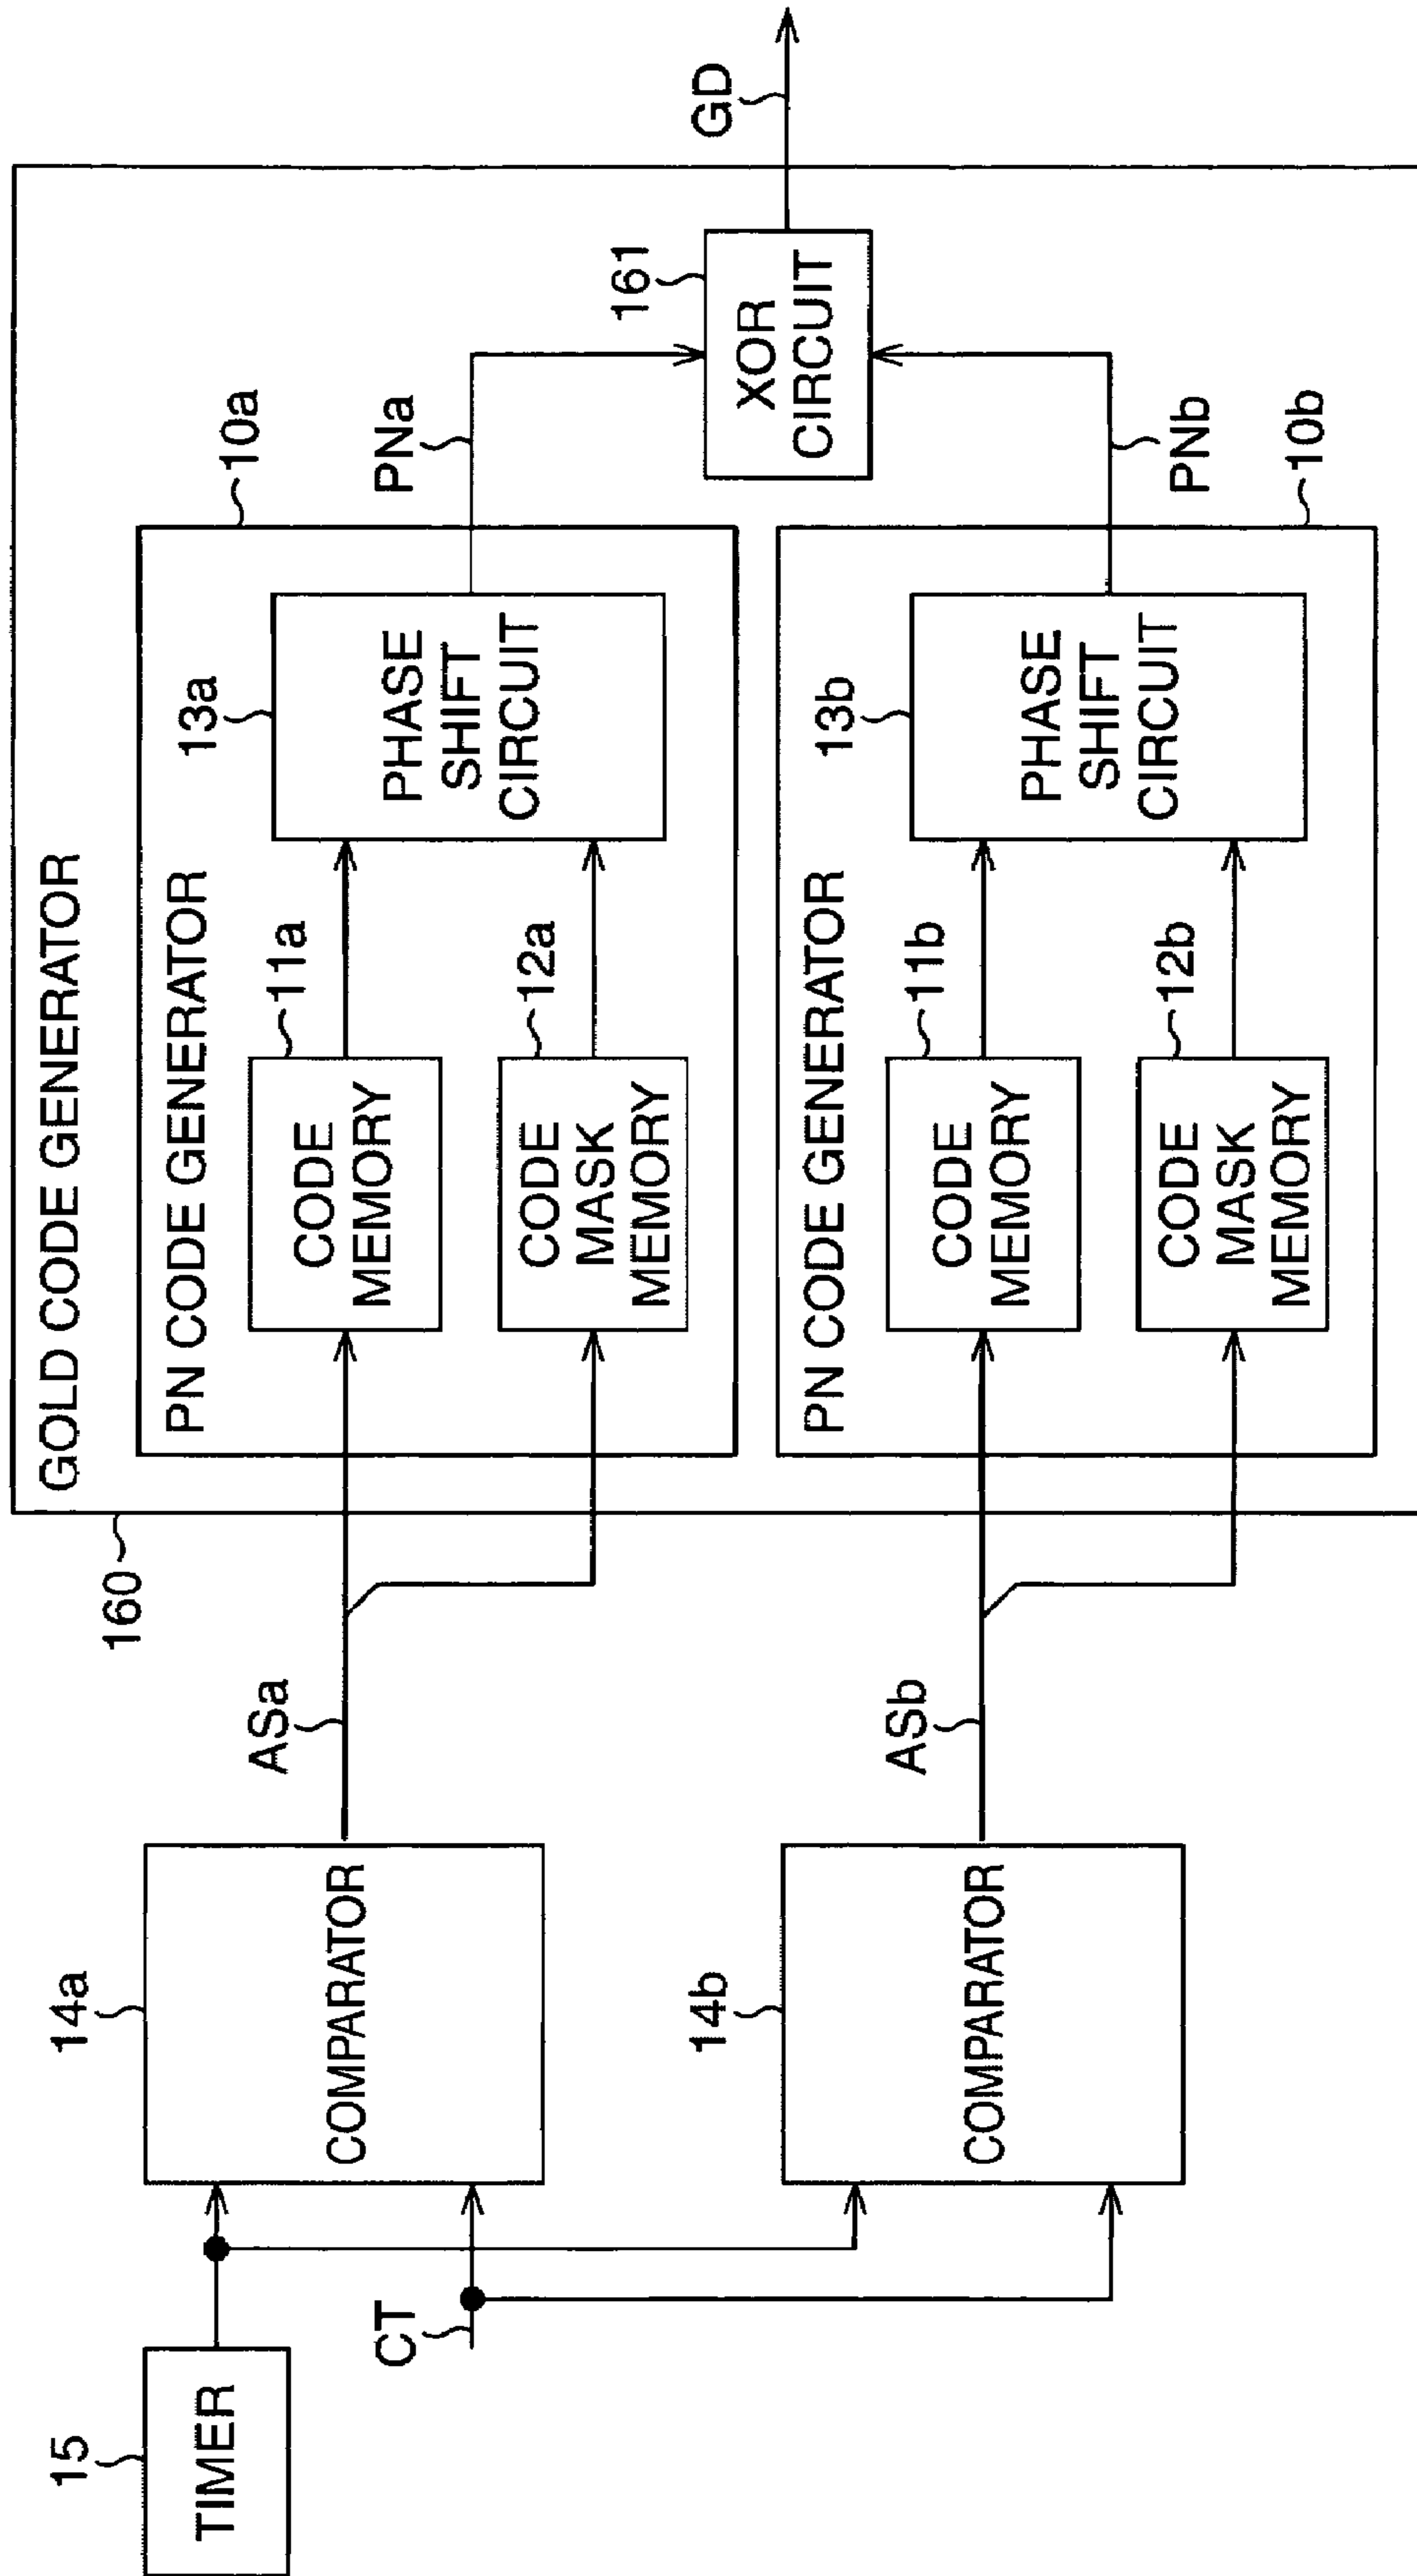 15
TIMER
CT
14a
COMPARATOR
14b
COMPARATOR
ASa
ASb
160
GOLD CODE GENERATOR
PN CODE GENERATOR
10a
11a
CODE
MEMORY
12a
CODE
MASK
MEMORY
13a
PHASE
SHIFT
CIRCUIT
PNa
PN CODE GENERATOR
10b
11b
CODE
MEMORY
12b
CODE
MASK
MEMORY
13b
PHASE
SHIFT
CIRCUIT
PNb
161
XOR
CIRCUIT
GD